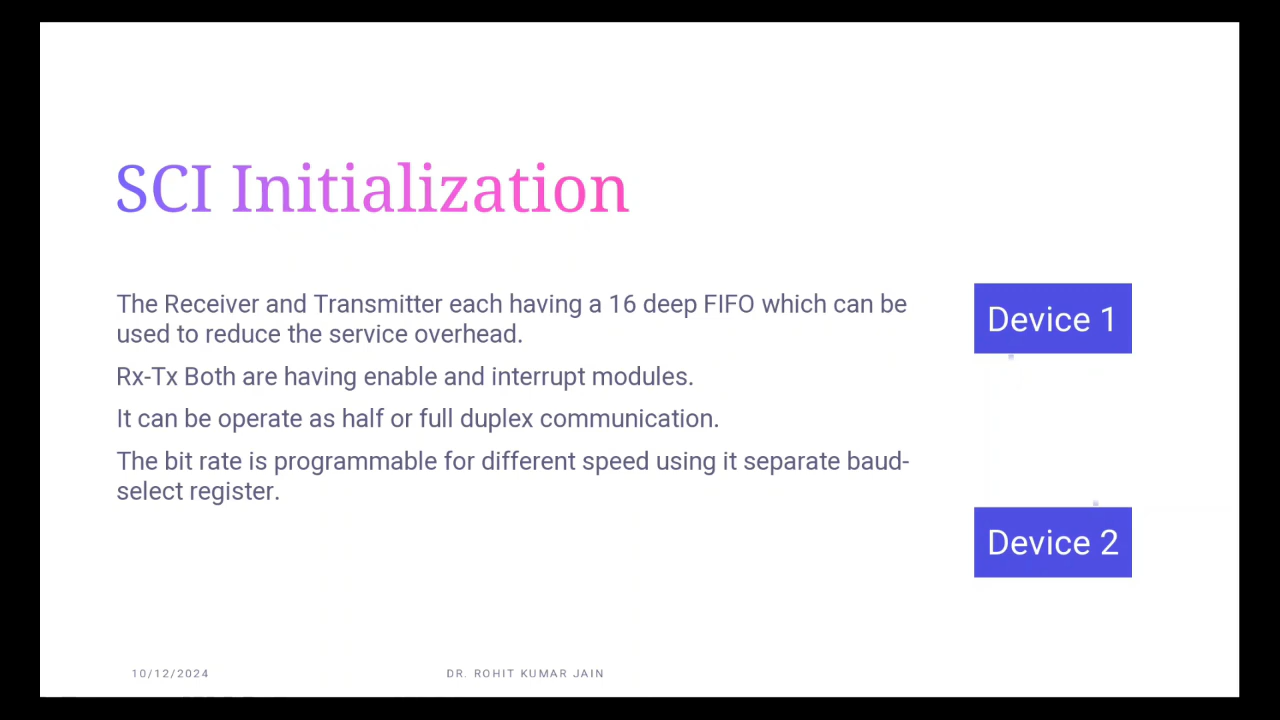 SCI Initialization
The Receiver and Transmitter each having a 16 deep FIFO which can be
used to reduce the service overhead.
Rx-Tx Both are having enable and interrupt modules.
It can be operate as half or full duplex communication.
The bit rate is programmable for different speed using it separate baud-
select register.
Device 1
Device 2
10/12/2024
DR. ROHIT KUMAR JAIN